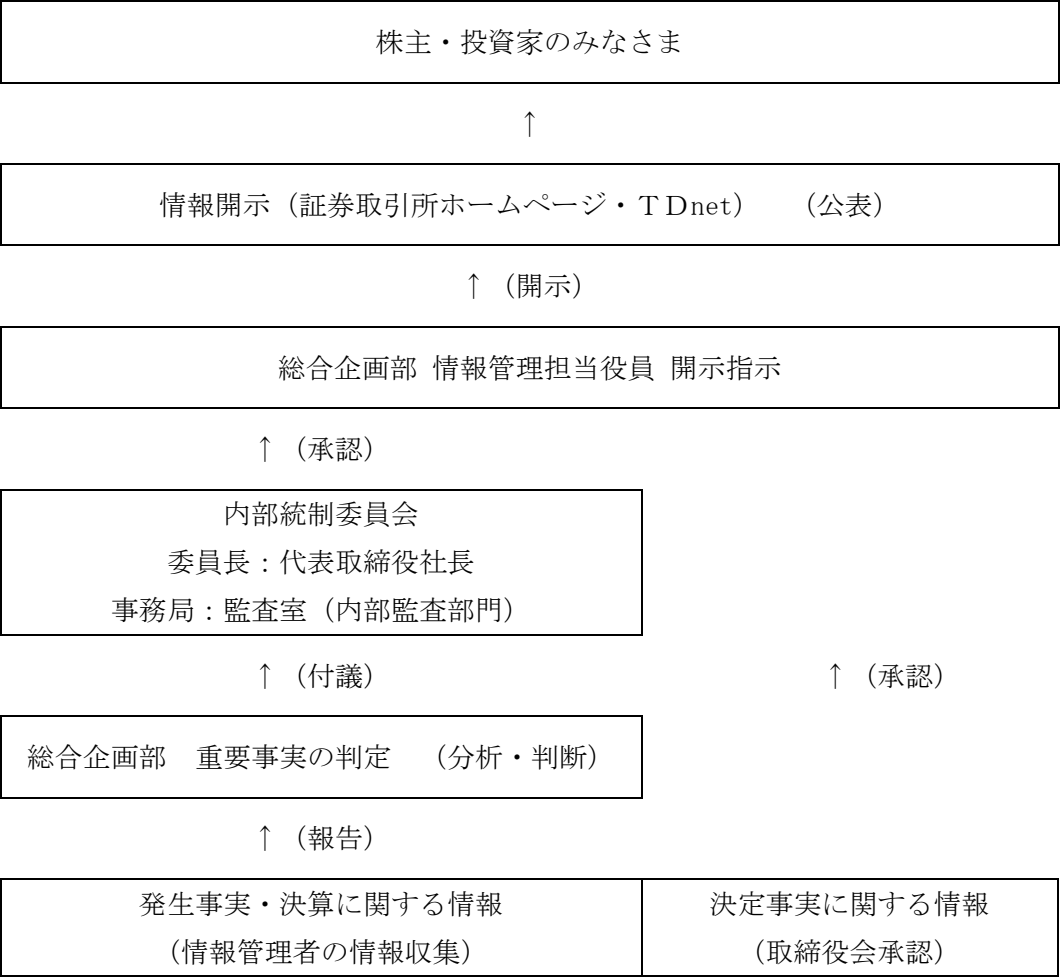 株主・投資家のみなさま
↑
情報開示（証券取引所ホームページ・ＴＤnet）　（公表）
↑（開示）
総合企画部 情報管理担当役員 開示指示
↑（承認）
内部統制委員会
委員長：代表取締役社長
事務局：監査室（内部監査部門）
↑（付議）　↑（承認）
総合企画部　重要事実の判定　（分析・判断）
↑（報告）
発生事実・決算に関する情報
（情報管理者の情報収集）
決定事実に関する情報
（取締役会承認）